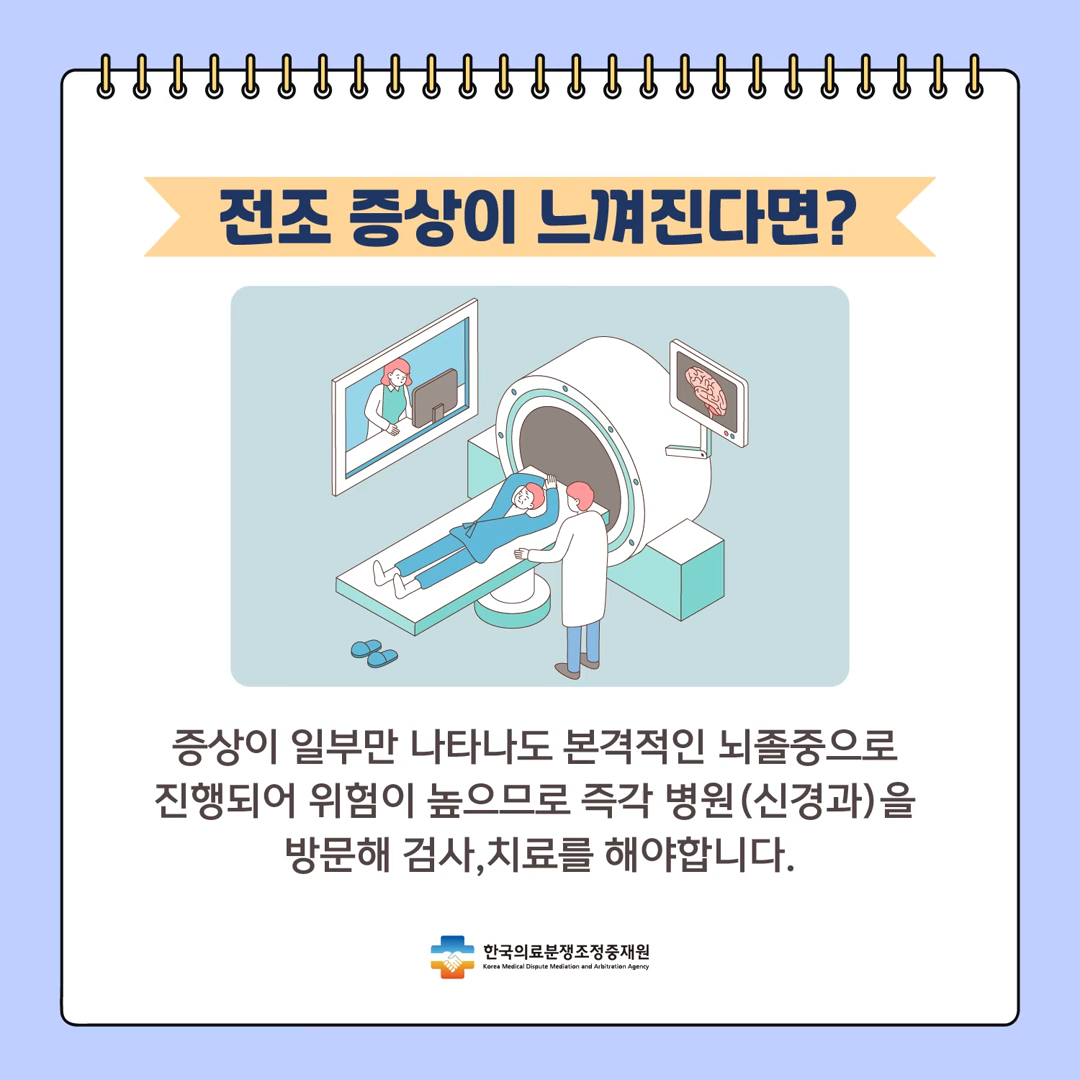 전조 증상이 느껴진다면?
증상이 일부만 나타나도 본격적인 뇌졸중으로
진행되어 위험이 높으므로 즉각 병원(신경과)을
방문해 검사,치료를 해야합니다.
한국의료분쟁조정중재원
Korea Medical Dispute Mediation and Arbitration Agency